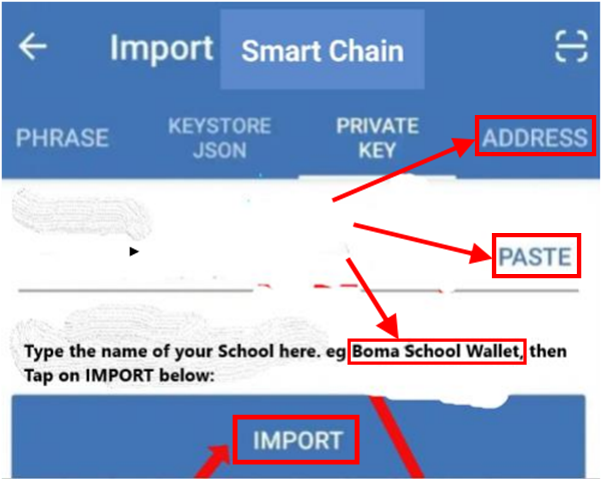 Import Smart Chain
PHRASE KEYSTORE JSON PRIVATE KEY ADDRESS
PASTE
Type the name of your School here. eg Boma School Wallet, then
Tap on IMPORT below:
IMPORT